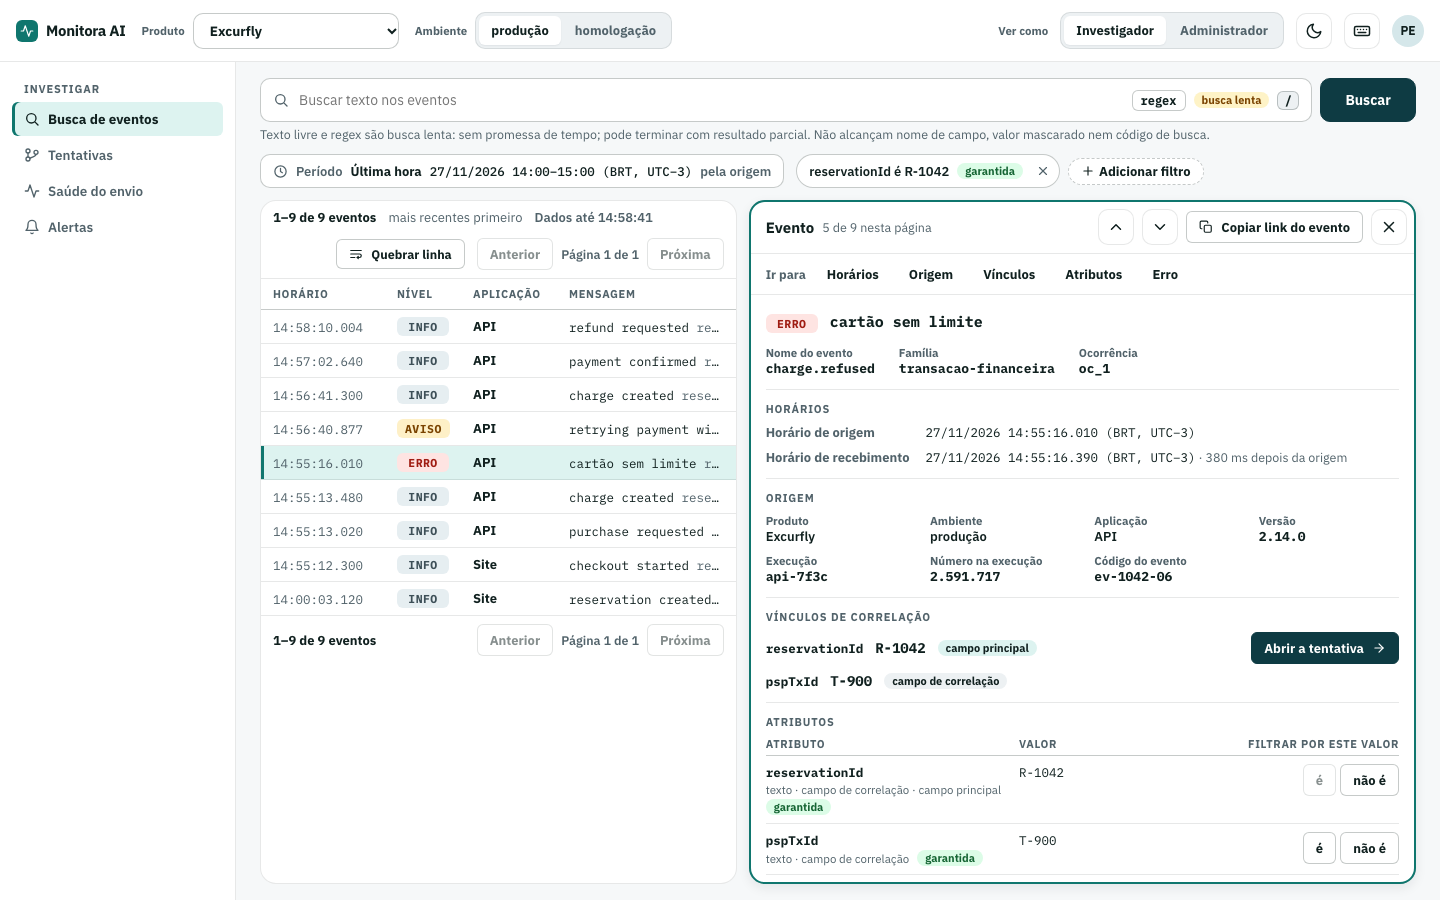 Monitora AI Produto Excurfly Ambiente produção homologação Ver como Investigador Administrador PE
INVESTIGAR
Busca de eventos
Tentativas
Saúde do envio
Alertas
Buscar texto nos eventos regex busca lenta / Buscar
Texto livre e regex são busca lenta: sem promessa de tempo; pode terminar com resultado parcial. Não alcançam nome de campo, valor mascarado nem código de busca.
Período Última hora 27/11/2026 14:00–15:00 (BRT, UTC−3) pela origem reservationId é R-1042 garantida Adicionar filtro
1–9 de 9 eventos mais recentes primeiro Dados até 14:58:41
Quebrar linha Anterior Página 1 de 1 Próxima
HORÁRIO NÍVEL APLICAÇÃO MENSAGEM
14:58:10.004 INFO API refund requested re…
14:57:02.640 INFO API payment confirmed r…
14:56:41.300 INFO API charge created rese…
14:56:40.877 AVISO API retrying payment wi…
14:55:16.010 ERRO API cartão sem limite r…
14:55:13.480 INFO API charge created rese…
14:55:13.020 INFO API purchase requested …
14:55:12.300 INFO Site checkout started re…
14:00:03.120 INFO Site reservation created…
1–9 de 9 eventos Anterior Página 1 de 1 Próxima
Evento 5 de 9 nesta página Copiar link do evento
Ir para Horários Origem Vínculos Atributos Erro
ERRO cartão sem limite
Nome do evento Família Ocorrência
charge.refused transacao-financeira oc_1
HORÁRIOS
Horário de origem 27/11/2026 14:55:16.010 (BRT, UTC−3)
Horário de recebimento 27/11/2026 14:55:16.390 (BRT, UTC−3) · 380 ms depois da origem
ORIGEM
Produto Ambiente Aplicação Versão
Excurfly produção API 2.14.0
Execução Número na execução Código do evento
api-7f3c 2.591.717 ev-1042-06
VÍNCULOS DE CORRELAÇÃO
reservationId R-1042 campo principal Abrir a tentativa
pspTxId T-900 campo de correlação
ATRIBUTOS
ATRIBUTO VALOR FILTRAR POR ESTE VALOR
reservationId R-1042 é não é
texto · campo de correlação · campo principal
garantida
pspTxId T-900 é não é
texto · campo de correlação garantida